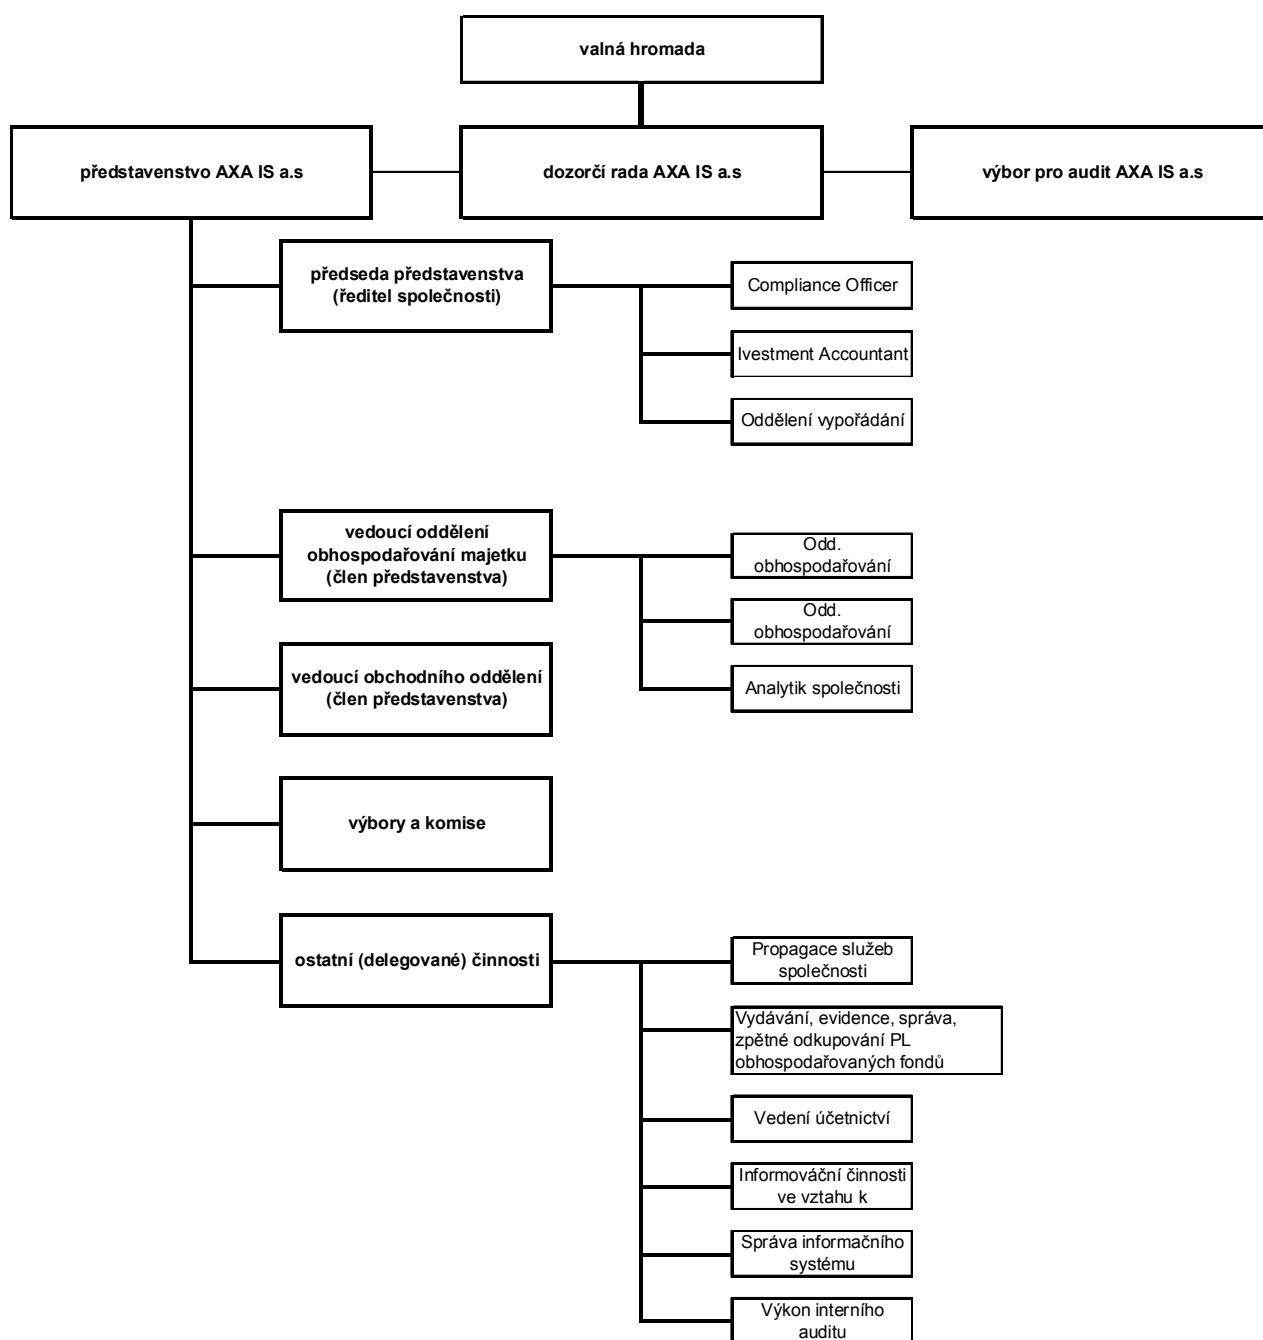 valná hromada
představenstvo AXA IS a.s
dozorčí rada AXA IS a.s
výbor pro audit AXA IS a.s
předseda představenstva
(ředitel společnosti)
Compliance Officer
Ivestment Accountant
Oddělení vypořádání
vedoucí oddělení
obhospodařování majetku
(člen představenstva)
Odd.
obhospodařování
Odd.
obhospodařování
Analytik společnosti
vedoucí obchodního oddělení
(člen představenstva)
výbory a komise
ostatní (delegované) činnosti
Propagace služeb
společnosti
Vydávání, evidence, správa,
zpětné odkupování PL
obhospodařovaných fondů
Vedení účetnictví
Informováční činnosti
ve vztahu k
Správa informačního
systému
Výkon interního
auditu